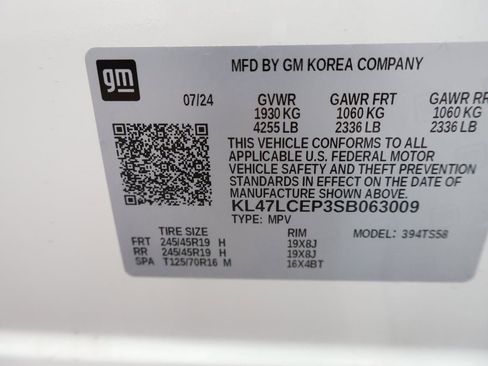 gm
MFD BY GM KOREA COMPANY
07/24 GVWR GAWR FRT GAWR RR
1930 KG 1060 KG 1060 KG
4255 LB 2336 LB 2336 LB
THIS VEHICLE CONFORMS TO ALL
APPLICABLE U.S. FEDERAL MOTOR
VEHICLE SAFETY AND THEFT PREVENTION
STANDARDS IN EFFECT ON THE DATE OF
MANUFACTURE SHOWN ABOVE.
KL47LCEP3SB063009
TYPE: MPV
TIRE SIZE RIM MODEL: 394TS58
FRT 245/45R19 H 19X8J
RR 245/45R19 H 19X8J
SPA T125/70R16 M 16X4BT